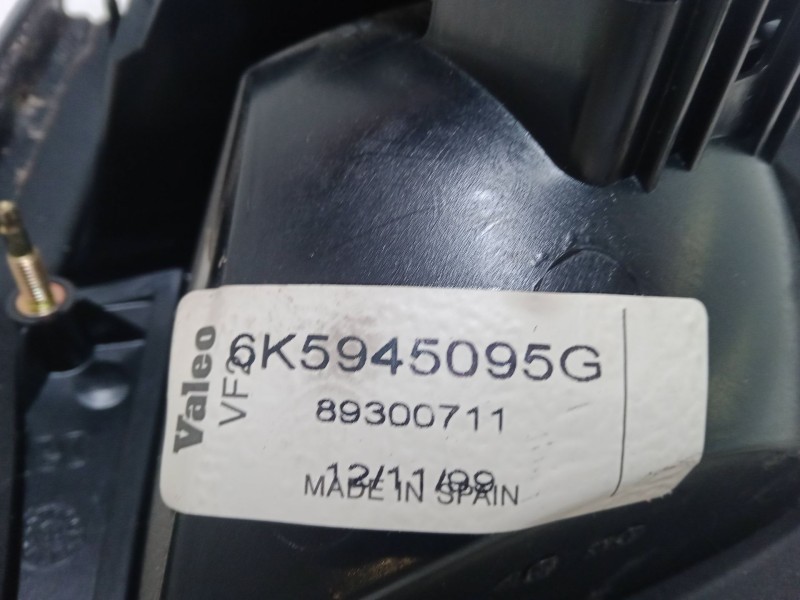 Valeo
VF2
6K5945095G
89300711
12/11/99
MADE IN SPAIN